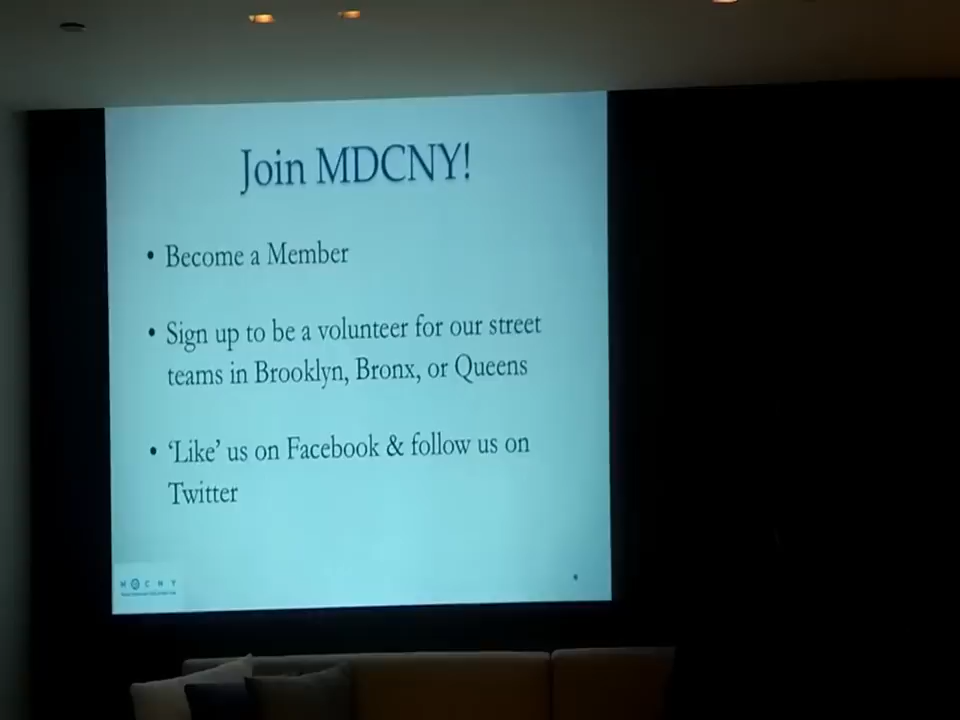 Join MDCNY!
• Become a Member
• Sign up to be a volunteer for our street
teams in Brooklyn, Bronx, or Queens
• ‘Like’ us on Facebook & follow us on
Twitter
M D C N Y